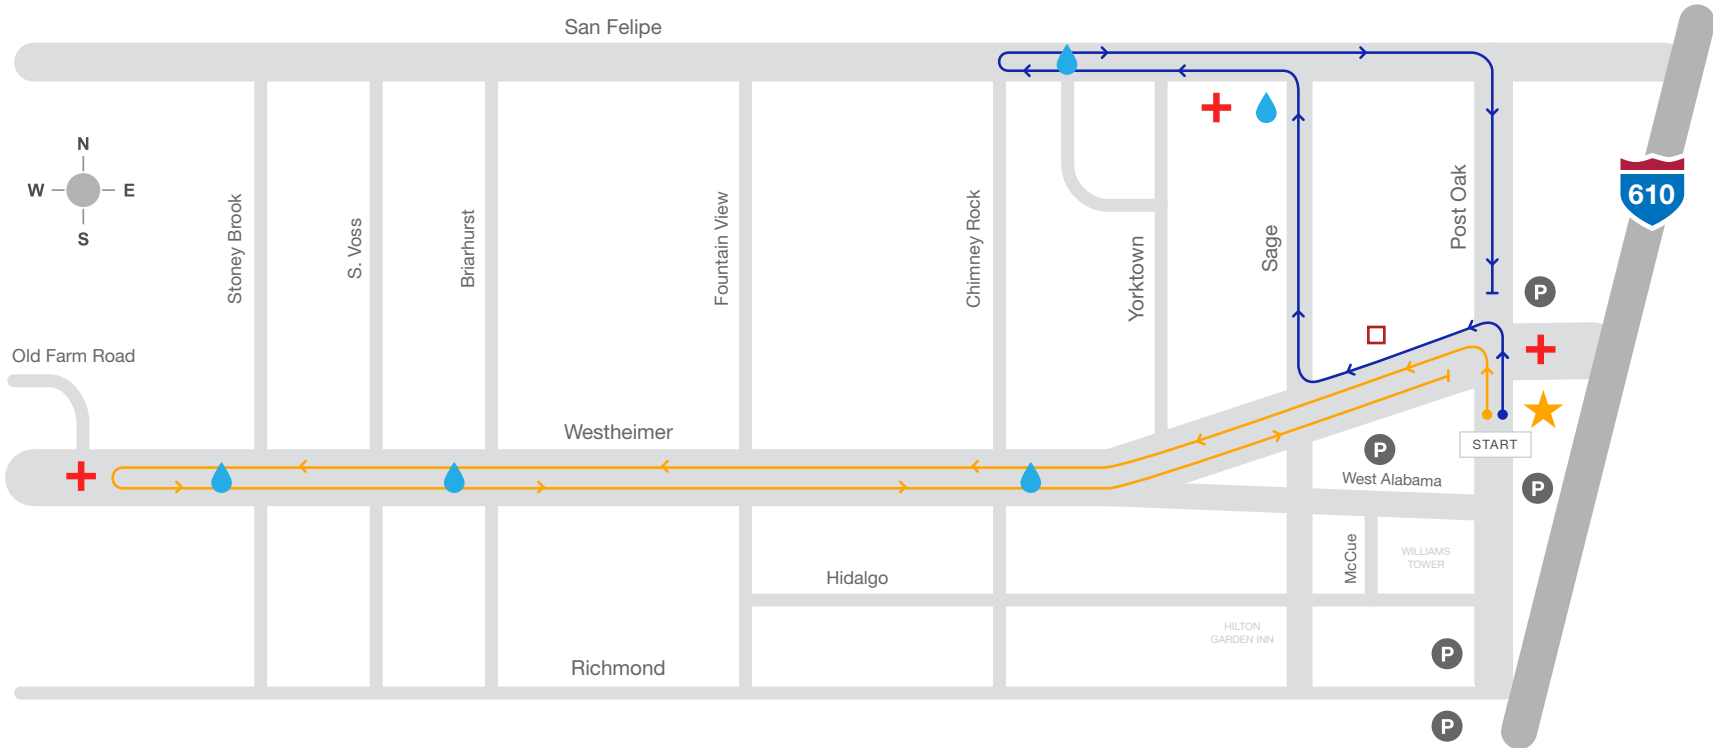 San Felipe
N
W
E
S
610
Stoney Brook
S. Voss
Briarhurst
Fountain View
Chimney Rock
Yorktown
Sage
Post Oak
P
Old Farm Road
Westheimer
START
P
West Alabama
P
McCue
WILLIAMS
TOWER
Hidalgo
HILTON
GARDEN INN
Richmond
P
P